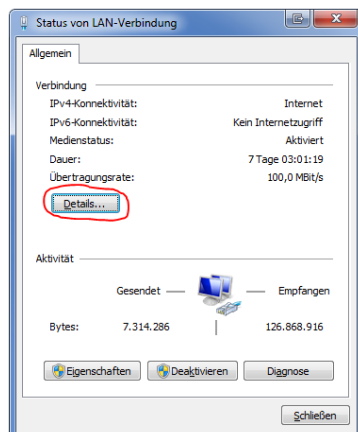 Status von LAN-Verbindung
Allgemein
Verbindung
IPv4-Konnektivität: Internet
IPv6-Konnektivität: Kein Internetzugriff
Medienstatus: Aktiviert
Dauer: 7 Tage 03:01:19
Übertragungsrate: 100,0 MBit/s
Details...
Aktivität
Gesendet Empfangen
Bytes: 7.314.286 126.868.916
Eigenschaften Deaktivieren Diagnose
Schließen